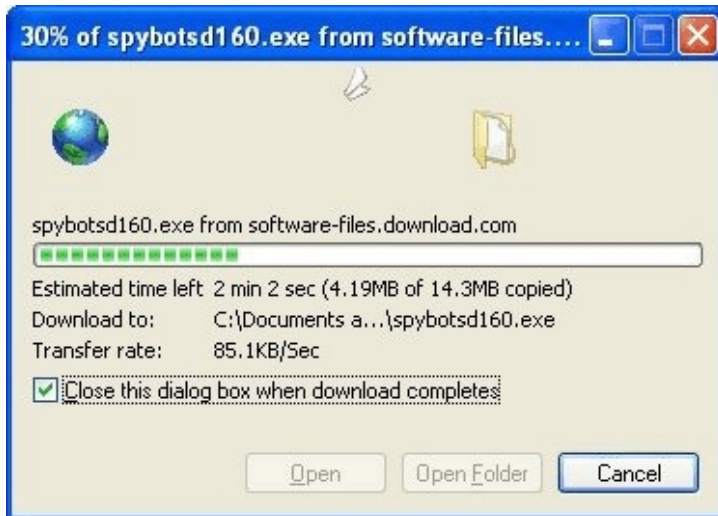 30% of spybotsd160.exe from software-files....
spybotsd160.exe from software-files.download.com
Estimated time left 2 min 2 sec (4.19MB of 14.3MB copied)
Download to: C:\Documents a...\spybotsd160.exe
Transfer rate: 85.1KB/Sec
Close this dialog box when download completes
Open Open Folder Cancel